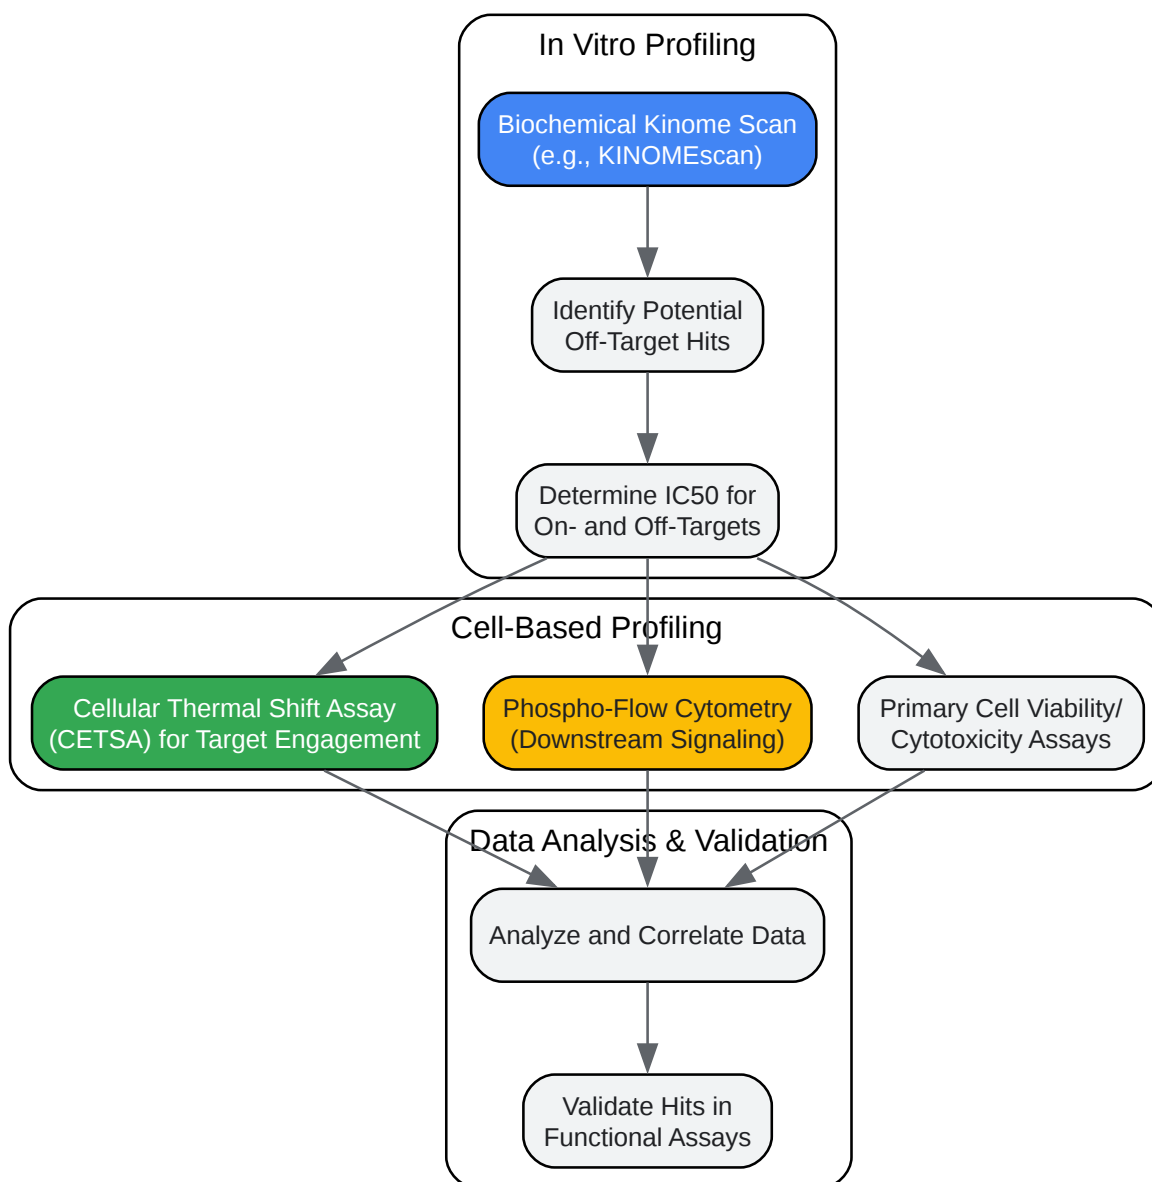 In Vitro Profiling
Biochemical Kinome Scan
(e.g., KINOMEscan)
Identify Potential
Off-Target Hits
Determine IC50 for
On- and Off-Targets
Cell-Based Profiling
Cellular Thermal Shift Assay
(CETSA) for Target Engagement
Phospho-Flow Cytometry
(Downstream Signaling)
Primary Cell Viability/
Cytotoxicity Assays
Data Analysis & Validation
Analyze and Correlate Data
Validate Hits in
Functional Assays